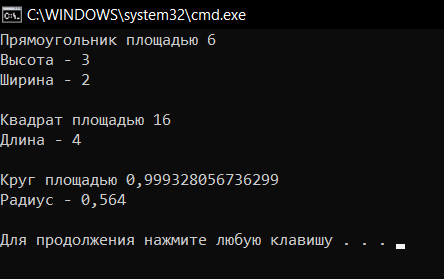 C:\WINDOWS\system32\cmd.exe
Прямоугольник площадью 6
Высота - 3
Ширина - 2
Квадрат площадью 16
Длина - 4
Круг площадью 0,999328056736299
Радиус - 0,564
Для продолжения нажмите любую клавишу . . .